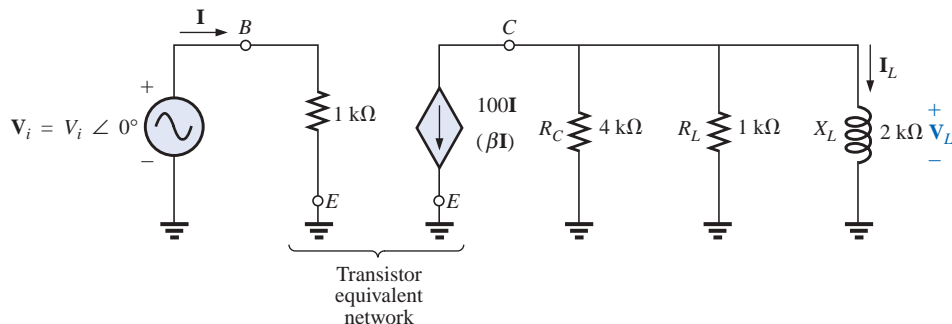 I
B
C
I_L
+
V_i = V_i ∠ 0°
–
1 kΩ
E
100I
(βI)
E
R_C
4 kΩ
R_L
1 kΩ
X_L
2 kΩ
+
V_L
–
Transistor
equivalent
network